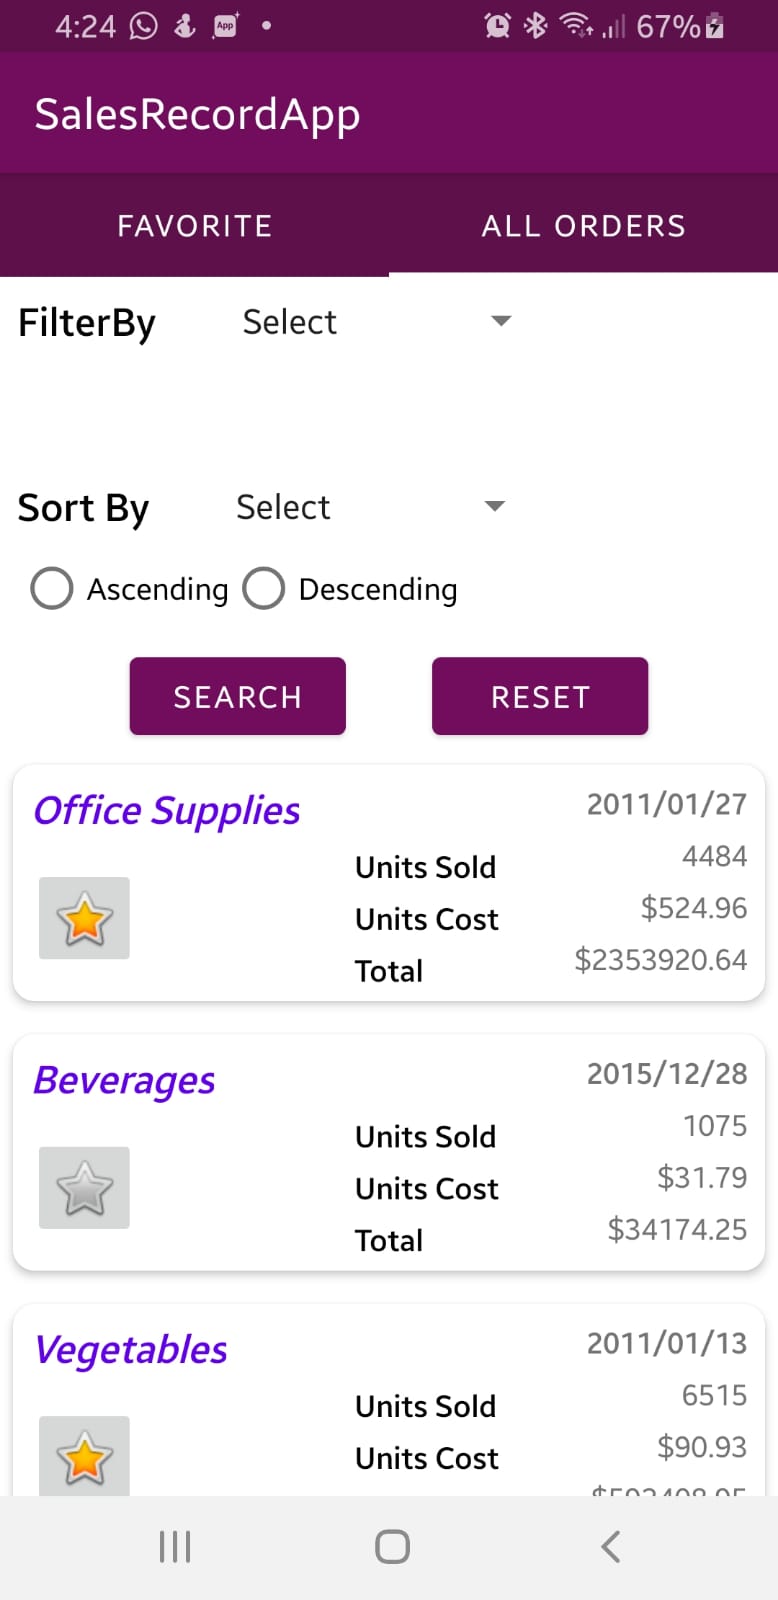 4:24 App 67%
SalesRecordApp
FAVORITE ALL ORDERS
FilterBy Select
Sort By Select
Ascending Descending
SEARCH RESET
Office Supplies 2011/01/27
Units Sold 4484
Units Cost $524.96
Total $2353920.64
Beverages 2015/12/28
Units Sold 1075
Units Cost $31.79
Total $34174.25
Vegetables 2011/01/13
Units Sold 6515
Units Cost $90.93